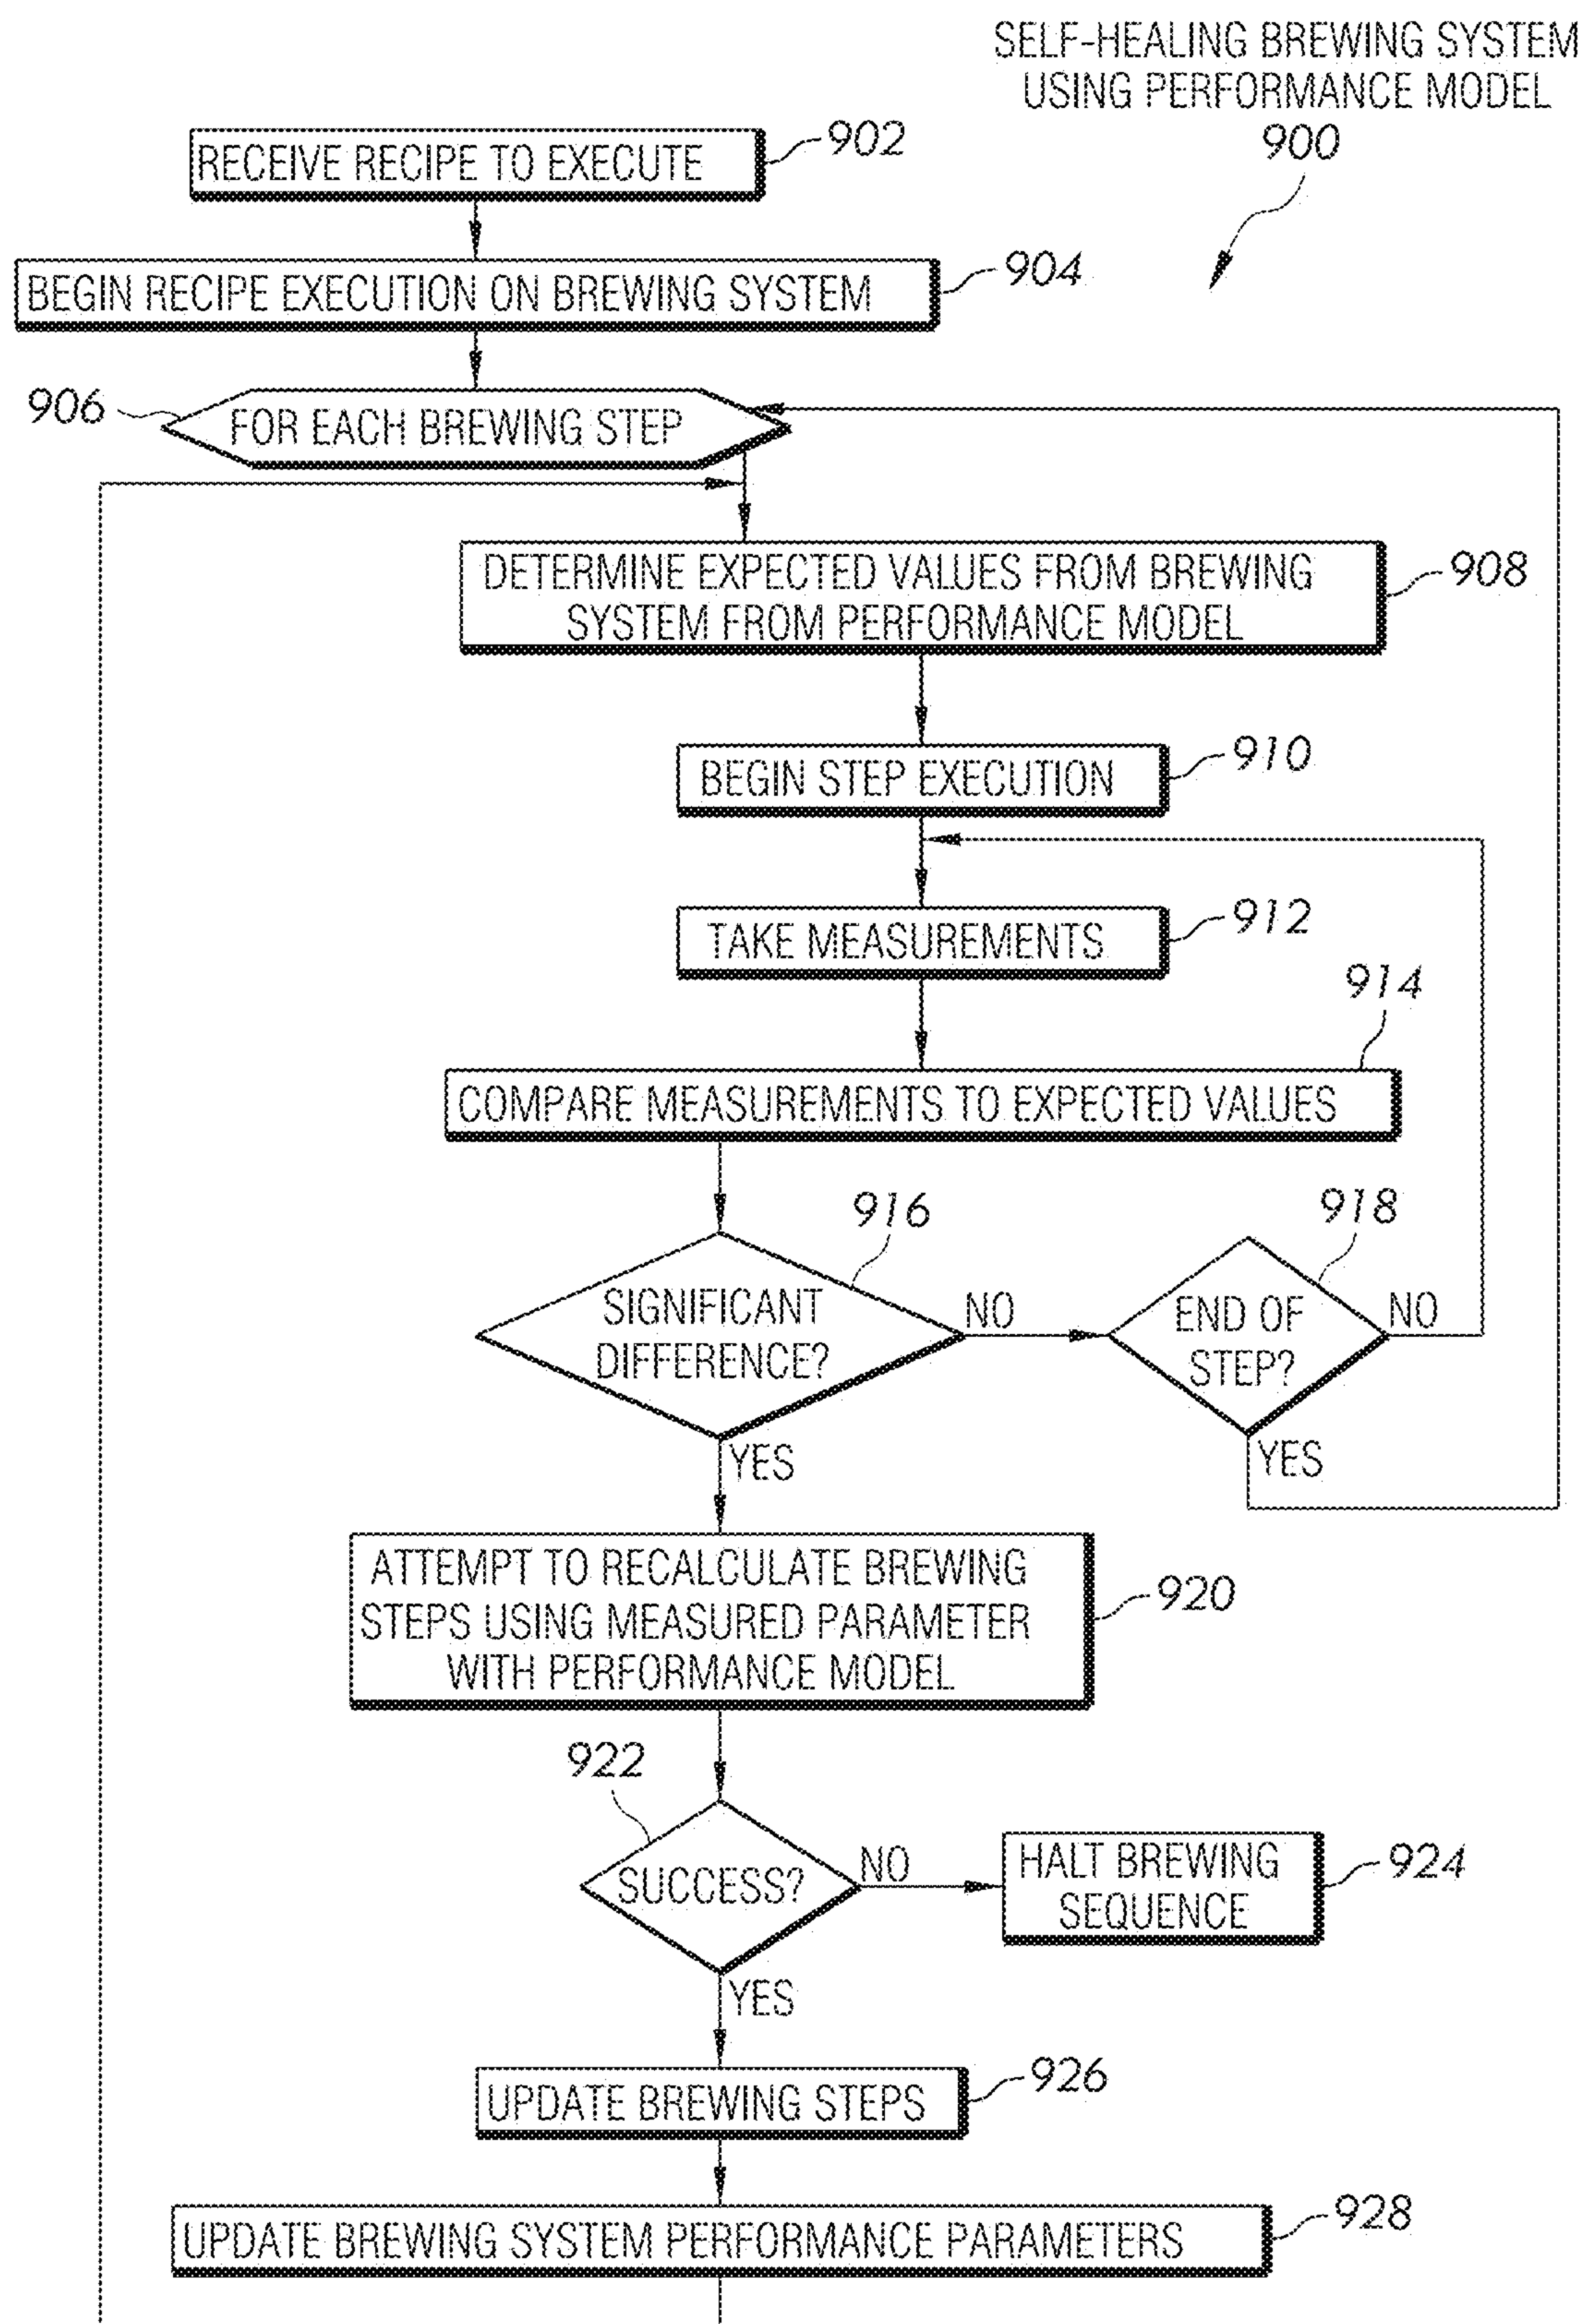 SELF-HEALING BREWING SYSTEM
USING PERFORMANCE MODEL
900
RECEIVE RECIPE TO EXECUTE
902
BEGIN RECIPE EXECUTION ON BREWING SYSTEM
904
906
FOR EACH BREWING STEP
DETERMINE EXPECTED VALUES FROM BREWING
SYSTEM FROM PERFORMANCE MODEL
908
BEGIN STEP EXECUTION
910
TAKE MEASUREMENTS
912
914
COMPARE MEASUREMENTS TO EXPECTED VALUES
916
SIGNIFICANT
DIFFERENCE?
NO
YES
918
END OF
STEP?
NO
YES
ATTEMPT TO RECALCULATE BREWING
STEPS USING MEASURED PARAMETER
WITH PERFORMANCE MODEL
920
922
SUCCESS?
NO
HALT BREWING
SEQUENCE
924
YES
UPDATE BREWING STEPS
926
UPDATE BREWING SYSTEM PERFORMANCE PARAMETERS
928